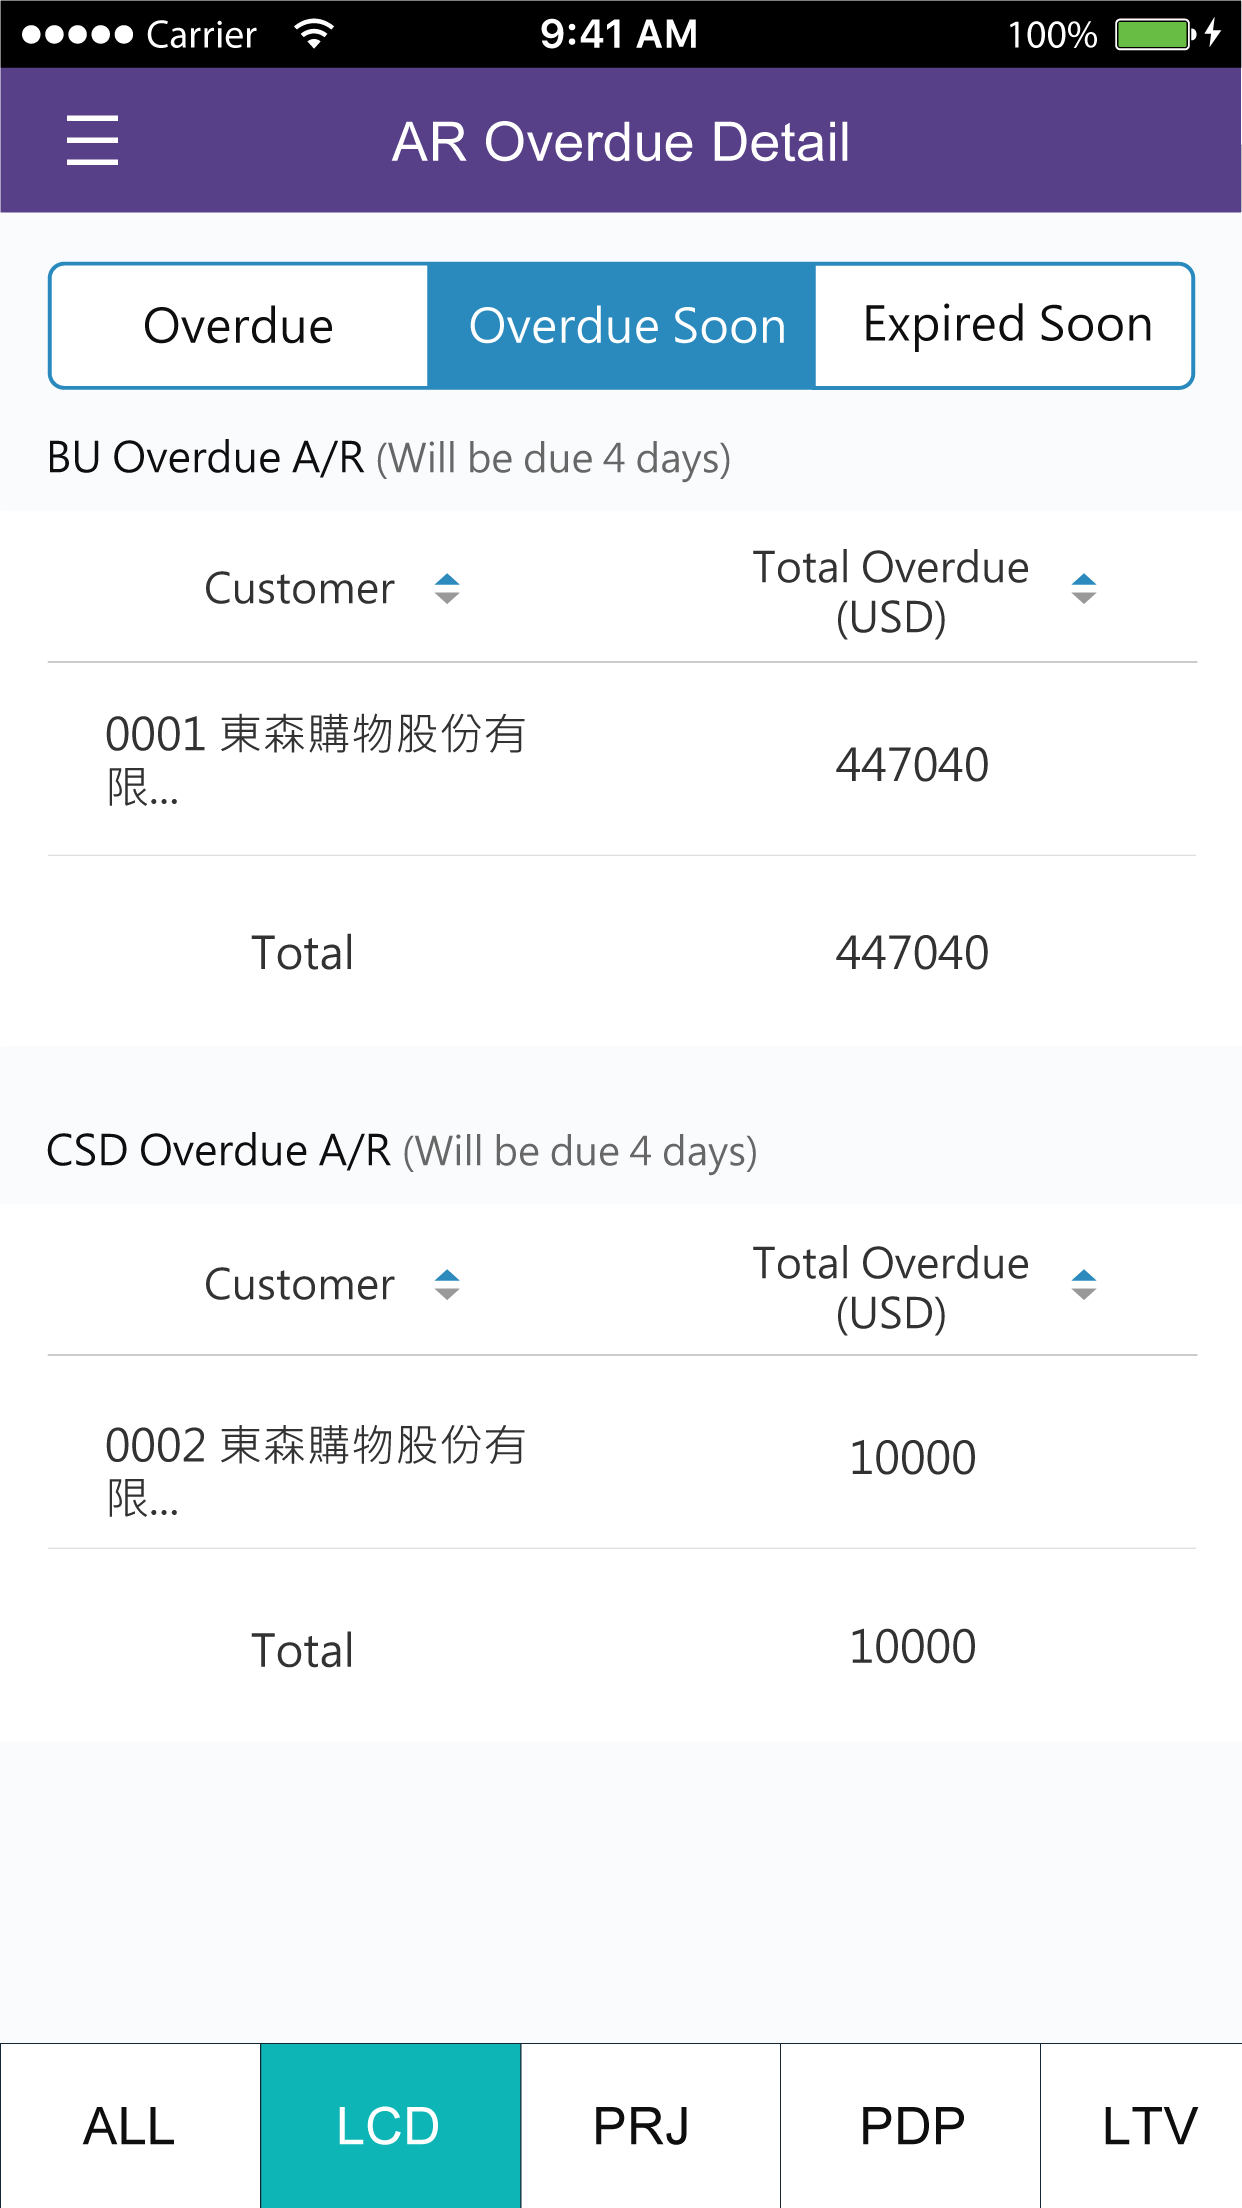 Carrier 9:41 AM 100%
AR Overdue Detail
Overdue Overdue Soon Expired Soon
BU Overdue A/R (Will be due 4 days)
Customer Total Overdue
(USD)
0001 東森購物股份有
限...
447040
Total 447040
CSD Overdue A/R (Will be due 4 days)
Customer Total Overdue
(USD)
0002 東森購物股份有
限...
10000
Total 10000
ALL LCD PRJ PDP LTV